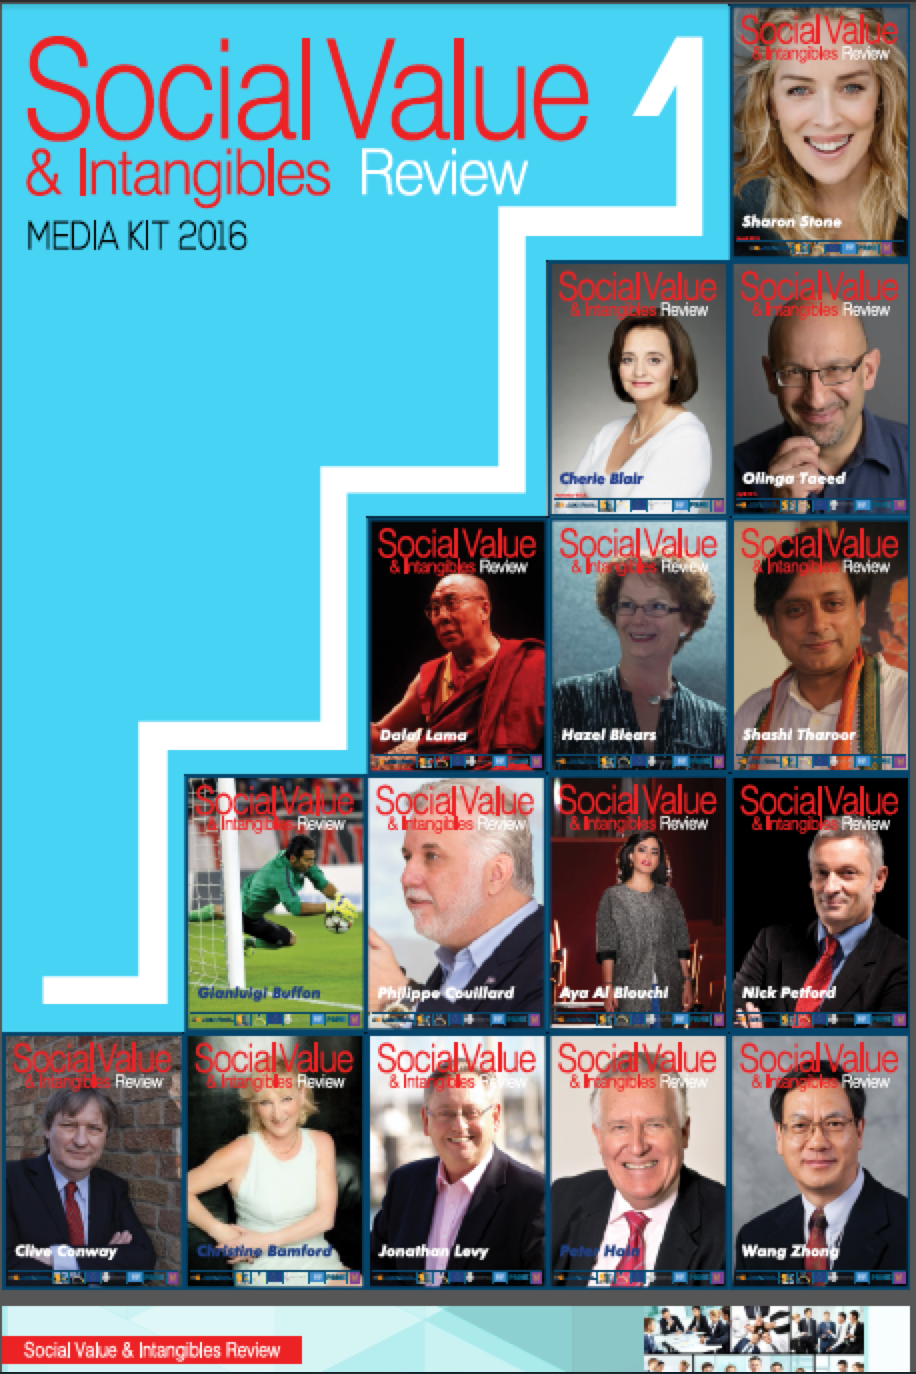 Social Value
& Intangibles Review
MEDIA KIT 2016
Social Value
& Intangibles Review
Sharon Stone
Social Value
& Intangibles Review
Cherie Blair
Social Value
& Intangibles Review
Olinga Taeed
Social Value
& Intangibles Review
Dalai Lama
Social Value
& Intangibles Review
Hazel Blears
Social Value
& Intangibles Review
Shashi Tharoor
Social Value
& Intangibles Review
Gianluigi Buffon
Social Value
& Intangibles Review
Philippe Couillard
Social Value
& Intangibles Review
Aya Al Blouchi
Social Value
& Intangibles Review
Nick Petford
Social Value
& Intangibles Review
Clive Conway
Social Value
& Intangibles Review
Christine Bamford
Social Value
& Intangibles Review
Jonathan Levy
Social Value
& Intangibles Review
Peter Hain
Social Value
& Intangibles Review
Wang Zhong
Social Value & Intangibles Review